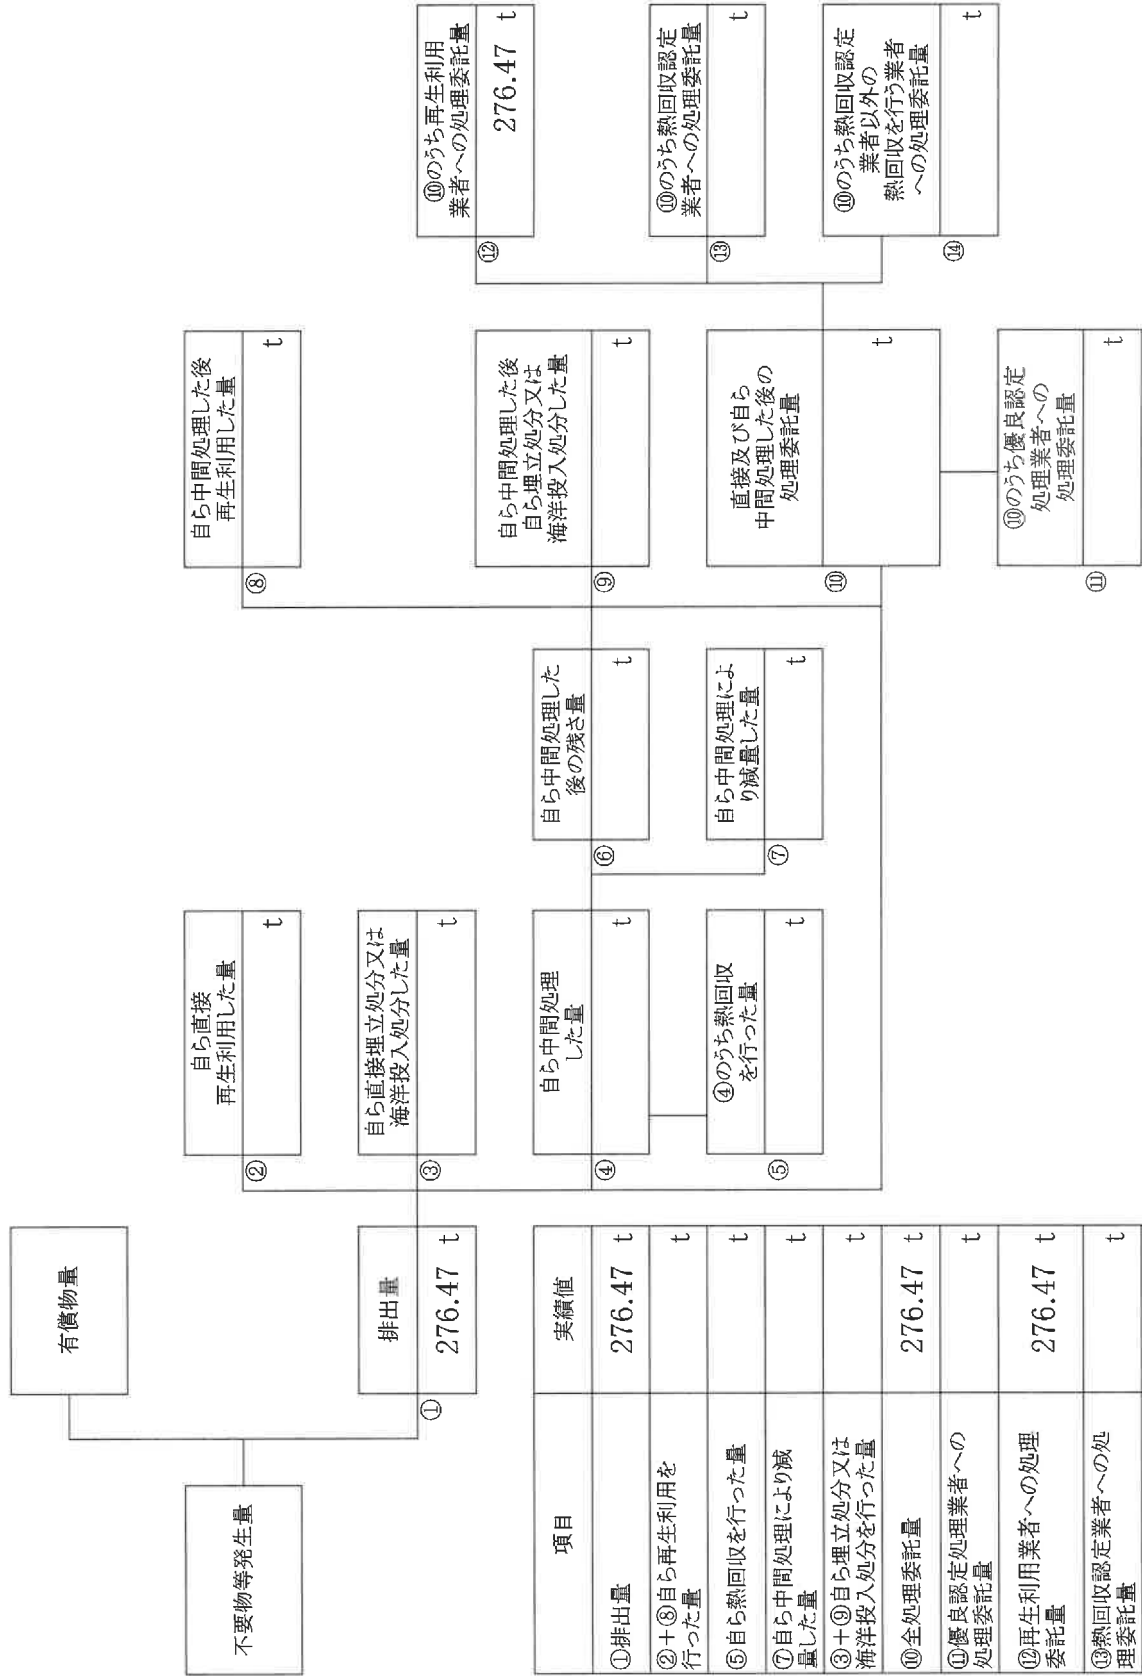 不要物等発生量
有償物量
①
排出量
276.47 t
②
自ら直接
再生利用した量
t
③
自ら直接埋立処分又は
海洋投入処分した量
t
④
自ら中間処理
した量
t
⑤
④のうち熱回収
を行った量
t
⑥
自ら中間処理した
後の残さ量
t
⑦
自ら中間処理によ
り減量した量
t
⑧
自ら中間処理した後
再生利用した量
t
⑨
自ら中間処理した後
自ら埋立処分又は
海洋投入処分した量
t
⑩
直接及び自ら
中間処理した後の
処理委託量
t
⑪
⑩のうち優良認定
処理業者への
処理委託量
t
⑫
⑩のうち再生利用
業者への処理委託量
276.47 t
⑬
⑩のうち熱回収認定
業者への処理委託量
t
⑭
⑩のうち熱回収認定
業者以外の
熱回収を行う業者
への処理委託量
t
項目 実績値
①排出量 276.47 t
②+⑧自ら再生利用を
行った量
t
⑤自ら熱回収を行った量 t
⑦自ら中間処理により減
量した量
t
③+⑨自ら埋立処分又は
海洋投入処分を行った量
t
⑩全処理委託量 276.47 t
⑪優良認定処理業者への
処理委託量
t
⑫再生利用業者への処理
委託量
276.47 t
⑬熱回収認定業者への処
理委託量
t